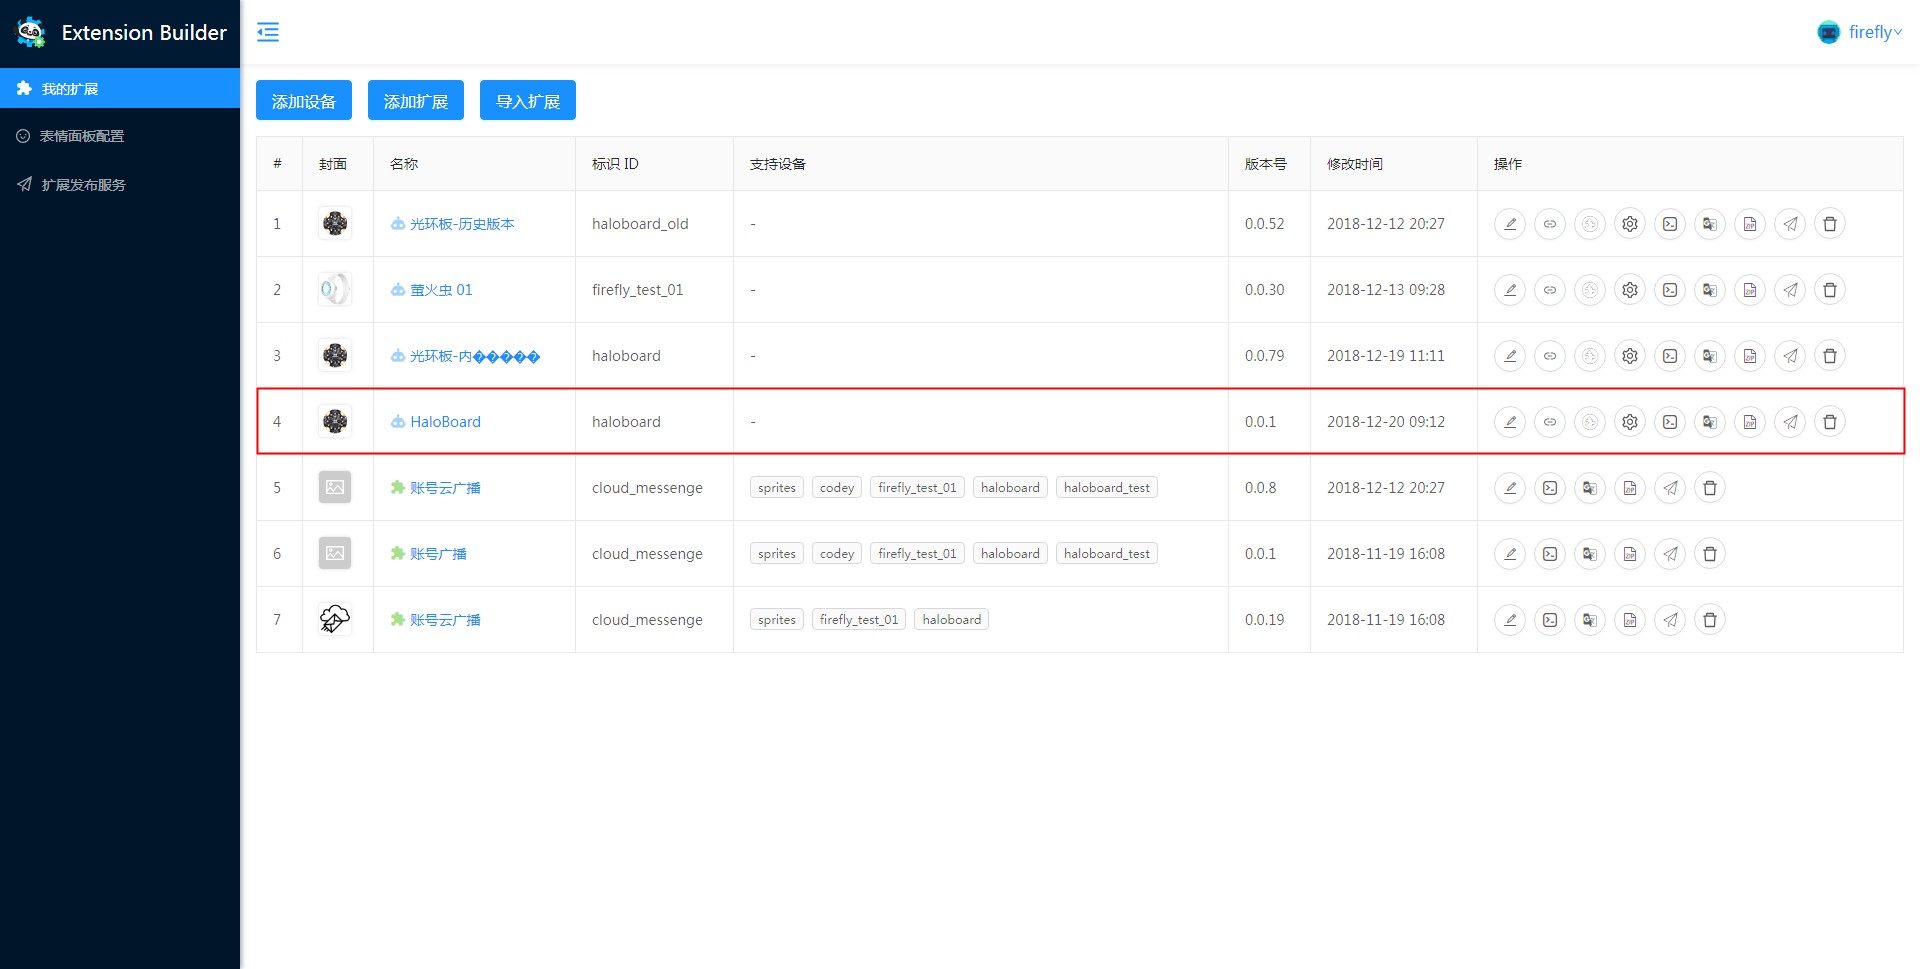 Extension Builder
firefly
我的扩展
表情面板配置
扩展发布服务
添加设备 添加扩展 导入扩展
# 封面 名称 标识 ID 支持设备 版本号 修改时间 操作
1 光环板-历史版本 haloboard_old - 0.0.52 2018-12-12 20:27
2 萤火虫 01 firefly_test_01 - 0.0.30 2018-12-13 09:28
3 光环板-内����� haloboard - 0.0.79 2018-12-19 11:11
4 HaloBoard haloboard - 0.0.1 2018-12-20 09:12
5 账号云广播 cloud_messenge sprites codey firefly_test_01 haloboard haloboard_test 0.0.8 2018-12-12 20:27
6 账号广播 cloud_messenge sprites codey firefly_test_01 haloboard haloboard_test 0.0.1 2018-11-19 16:08
7 账号云广播 cloud_messenge sprites firefly_test_01 haloboard 0.0.19 2018-11-19 16:08